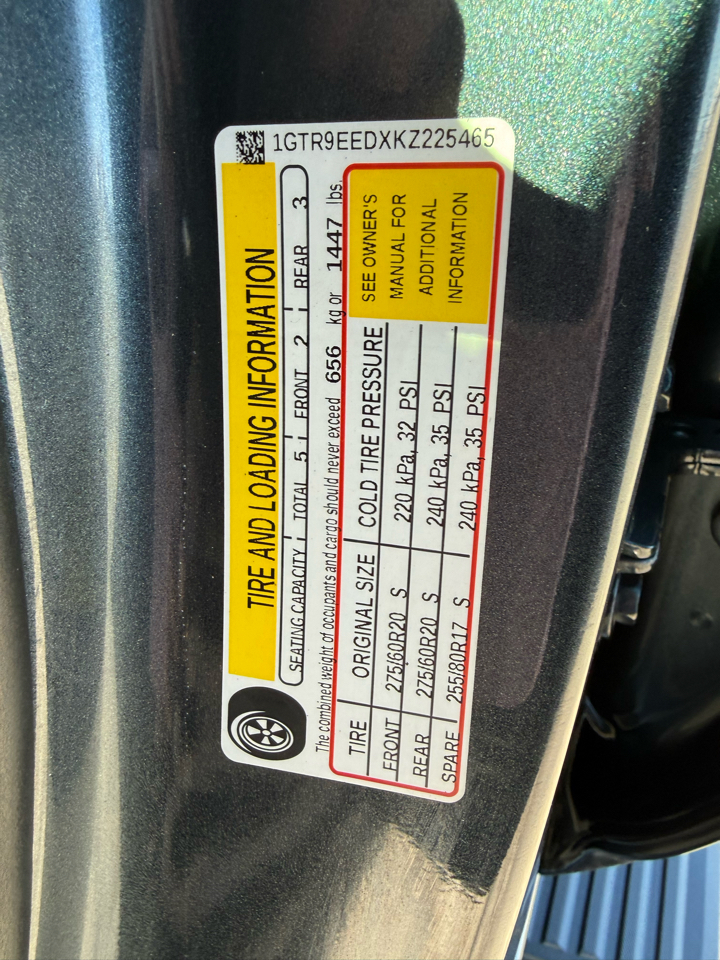 1GTR9EEDXKZ225465
TIRE AND LOADING INFORMATION
SEATING CAPACITY TOTAL 5 FRONT 2 REAR 3
The combined weight of occupants and cargo should never exceed 656 kg or 1447 lbs.
TIRE ORIGINAL SIZE COLD TIRE PRESSURE
FRONT 275/60R20 S 220 kPa, 32 PSI
REAR 275/60R20 S 240 kPa, 35 PSI
SPARE 255/80R17 S 240 kPa, 35 PSI
SEE OWNER'S
MANUAL FOR
ADDITIONAL
INFORMATION